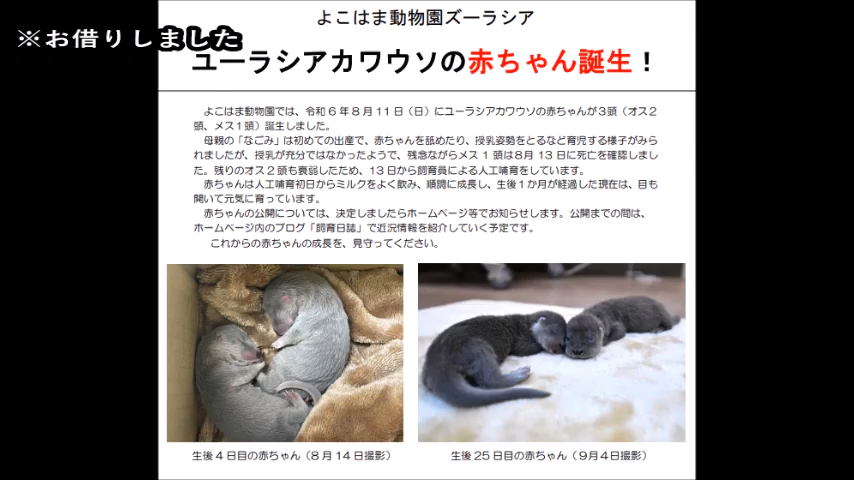 よこはま動物園ズーラシア
※お借りしました
ユーラシアカワウソの赤ちゃん誕生！
よこはま動物園では、令和６年８月11日（日）にユーラシアカワウソの赤ちゃんが３頭（オス２
頭、メス１頭）誕生しました。
母親の「なごみ」は初めての出産で、赤ちゃんを舐めたり、授乳姿勢をとるなど育児する様子がみら
れましたが、授乳が充分ではなかったようで、残念ながらメス１頭は８月13日に死亡を確認しまし
た。残りのオス２頭も衰弱したため、13日から飼育員による人工哺育をしています。
赤ちゃんは人工哺育初日からミルクをよく飲み、順調に成長し、生後１か月が経過した現在は、目も
開いて元気に育っています。
赤ちゃんの公開については、決定しましたらホームページ等でお知らせします。公開までの間は、
ホームページ内のブログ「飼育日誌」で近況情報を紹介していく予定です。
これからの赤ちゃんの成長を、見守ってください。
生後４日目の赤ちゃん（８月14日撮影）
生後25日目の赤ちゃん（９月４日撮影）